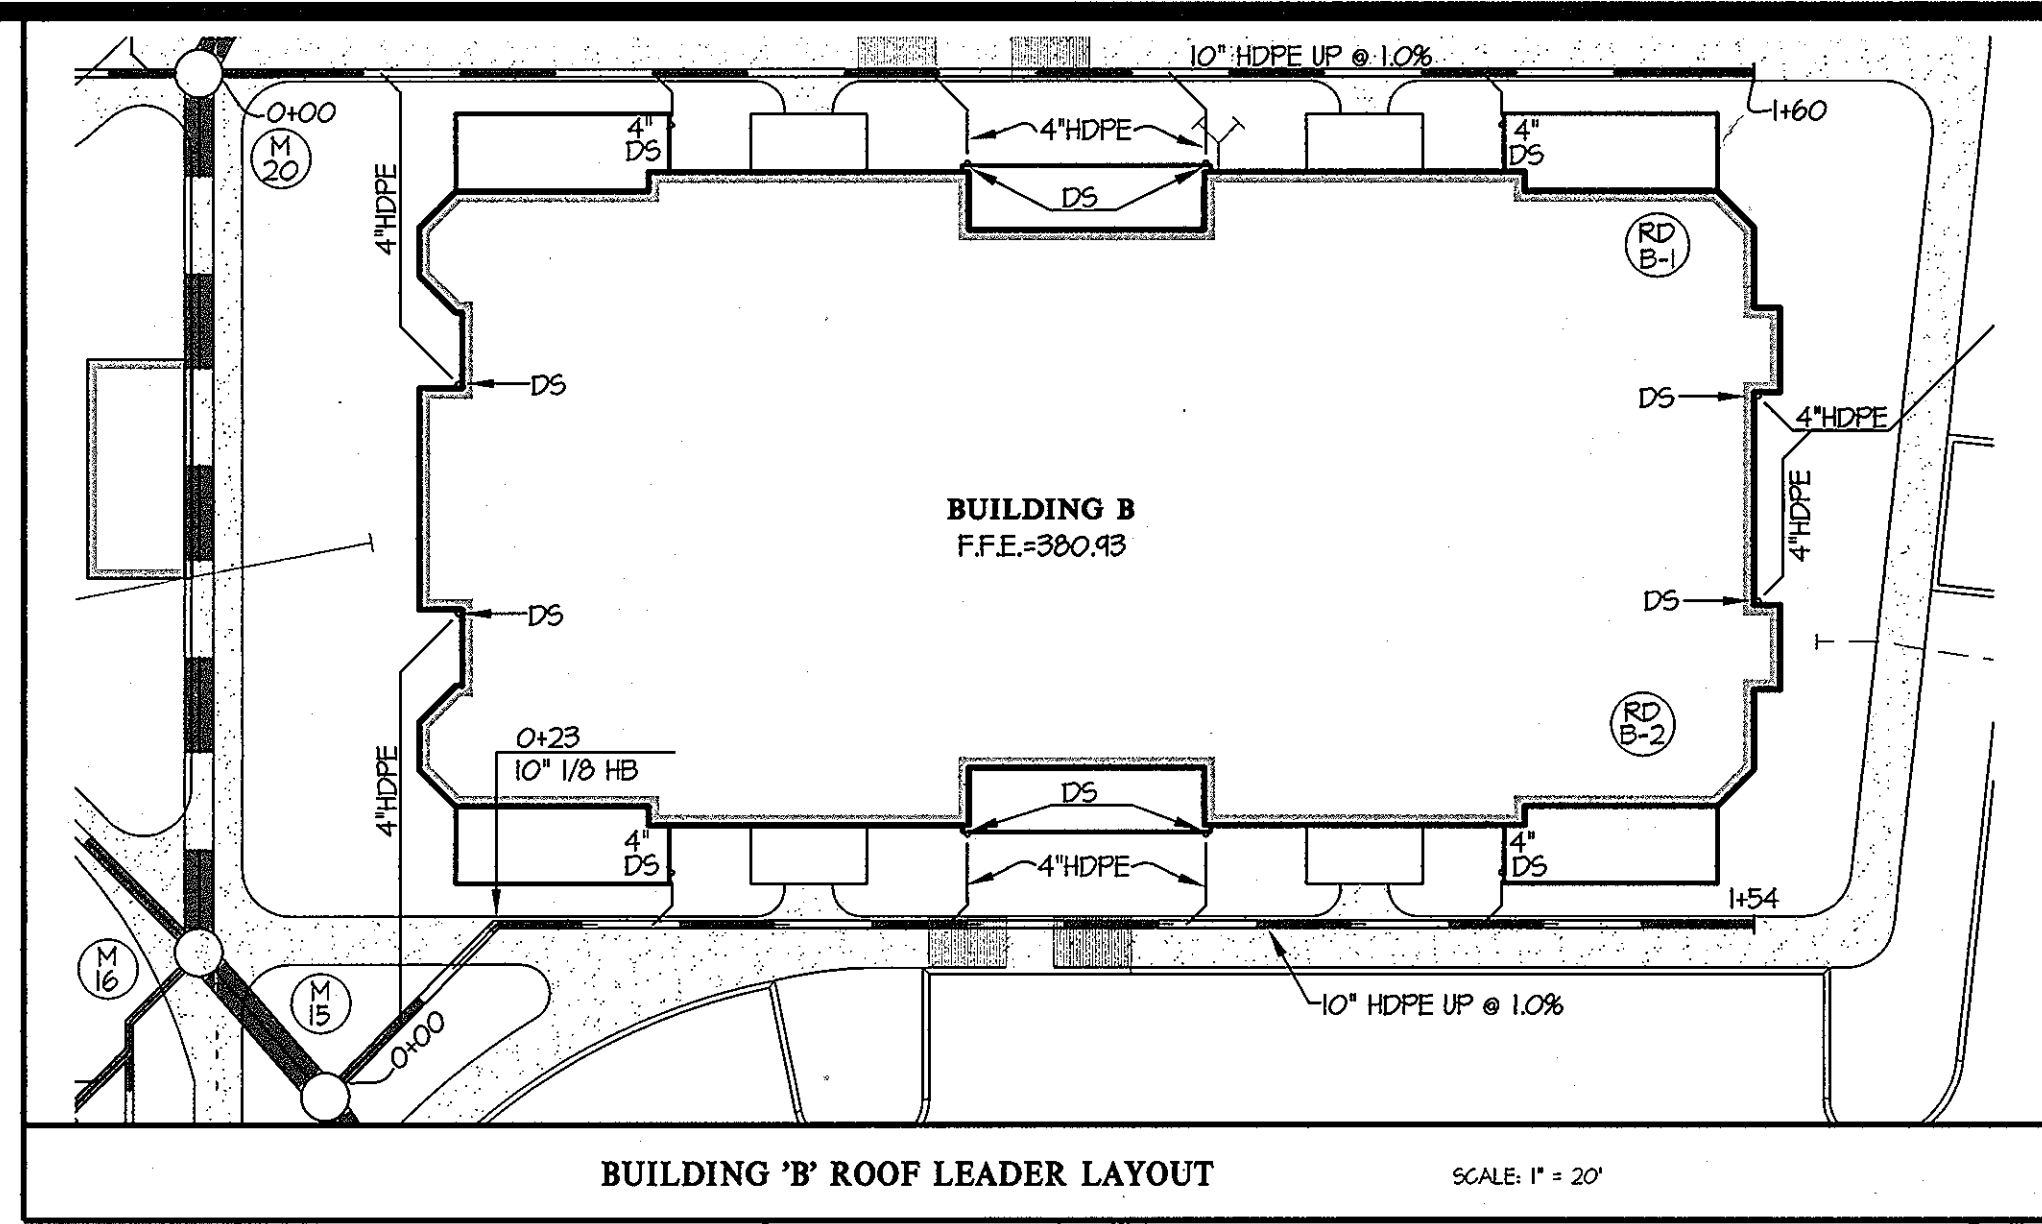 10" HDPE UP @ 1.0%
0+00
1+60
M
20
4"
DS
4"HDPE
4"
DS
4"HDPE
DS
RD
B-1
DS
DS
4"HDPE
BUILDING B
F.F.E.=380.93
4"HDPE
DS
DS
RD
B-2
0+23
10" 1/8 HB
4"HDPE
DS
4"
DS
4"HDPE
4"
DS
1+54
M
16
M
15
0+00
10" HDPE UP @ 1.0%
BUILDING 'B' ROOF LEADER LAYOUT
SCALE: 1" = 20'